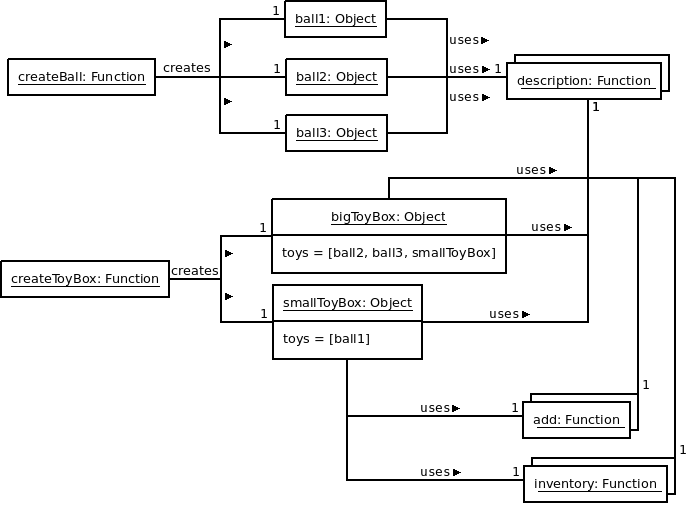 1
ball1: Object
uses
createBall: Function
creates
1
ball2: Object
uses
1
description: Function
uses
1
1
ball3: Object
uses
1
bigToyBox: Object
uses
toys = [ball2, ball3, smallToyBox]
createToyBox: Function
creates
1
smallToyBox: Object
uses
toys = [ball1]
1
uses
1
add: Function
1
uses
1
inventory: Function